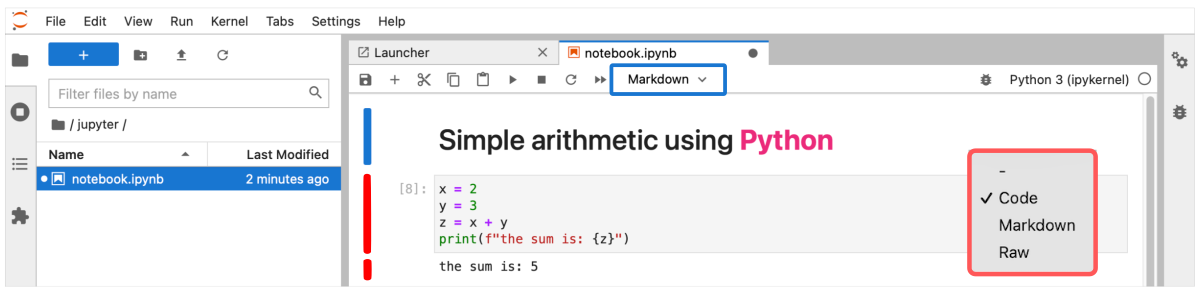 File Edit View Run Kernel Tabs Settings Help
+
Filter files by name
/ jupyter /
Name Last Modified
notebook.ipynb 2 minutes ago
Launcher
notebook.ipynb
Markdown
Python 3 (ipykernel)
Simple arithmetic using Python
[8]: x = 2
y = 3
z = x + y
print(f"the sum is: {z}")
the sum is: 5
-
✓ Code
Markdown
Raw